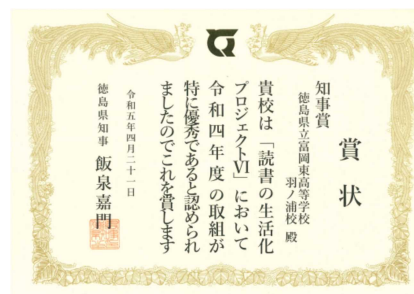 賞状
知事賞
徳島県立富岡東高等学校
羽ノ浦校 殿
貴校は「読書の生活化
プロジェクトⅥ」において
令和四年度の取組が
特に優秀であると認められ
ましたのでこれを賞します
令和五年四月二十一日
徳島県知事 飯泉嘉門